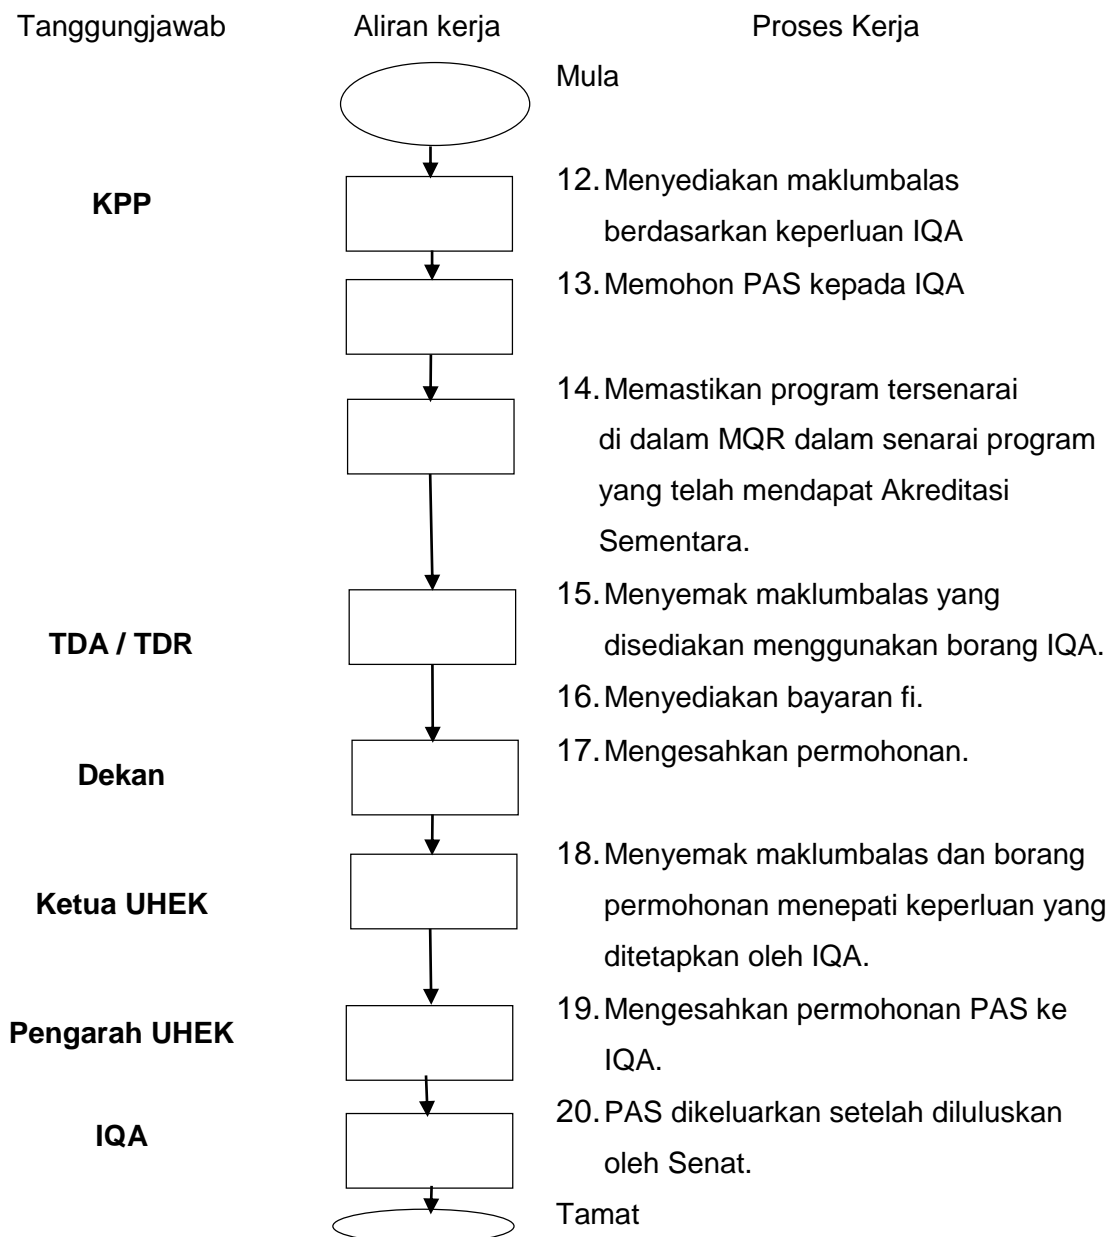 Tanggungjawab Aliran kerja Proses Kerja
Mula
KPP
12. Menyediakan maklumbalas
berdasarkan keperluan IQA
13. Memohon PAS kepada IQA
14. Memastikan program tersenarai
di dalam MQR dalam senarai program
yang telah mendapat Akreditasi
Sementara.
TDA / TDR
15. Menyemak maklumbalas yang
disediakan menggunakan borang IQA.
16. Menyediakan bayaran fi.
Dekan
17. Mengesahkan permohonan.
Ketua UHEK
18. Menyemak maklumbalas dan borang
permohonan menepati keperluan yang
ditetapkan oleh IQA.
Pengarah UHEK
19. Mengesahkan permohonan PAS ke
IQA.
IQA
20. PAS dikeluarkan setelah diluluskan
oleh Senat.
Tamat